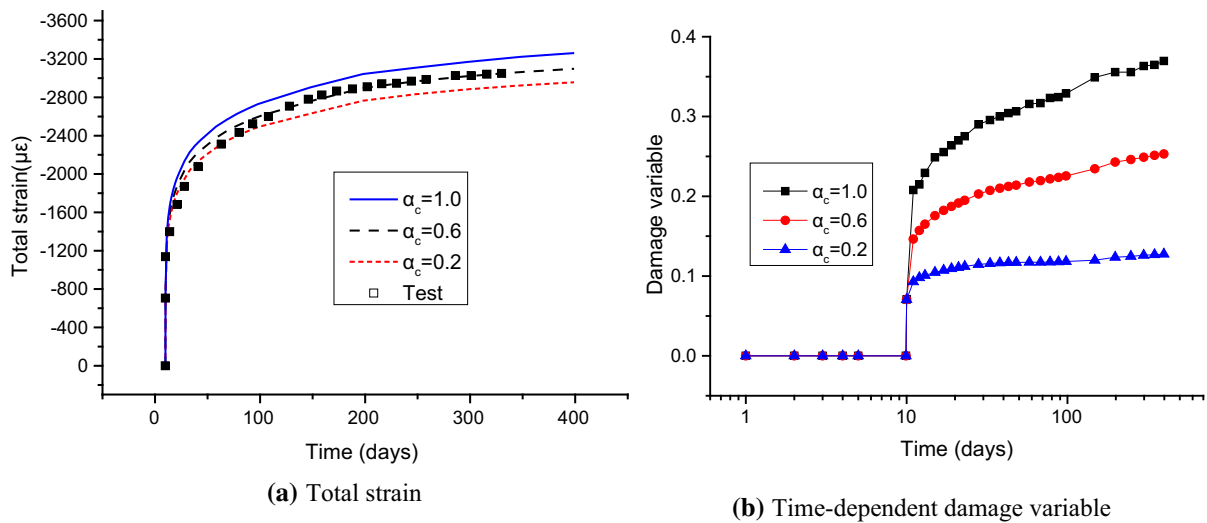 -3600
-3200
-2800
-2400
-2000
-1600
-1200
-800
-400
0
Total strain(με)
α_c=1.0
α_c=0.6
α_c=0.2
Test
0 100 200 300 400
Time (days)
(a) Total strain
0.4
0.3
0.2
0.1
0.0
Damage variable
α_c=1.0
α_c=0.6
α_c=0.2
1 10 100
Time (days)
(b) Time-dependent damage variable